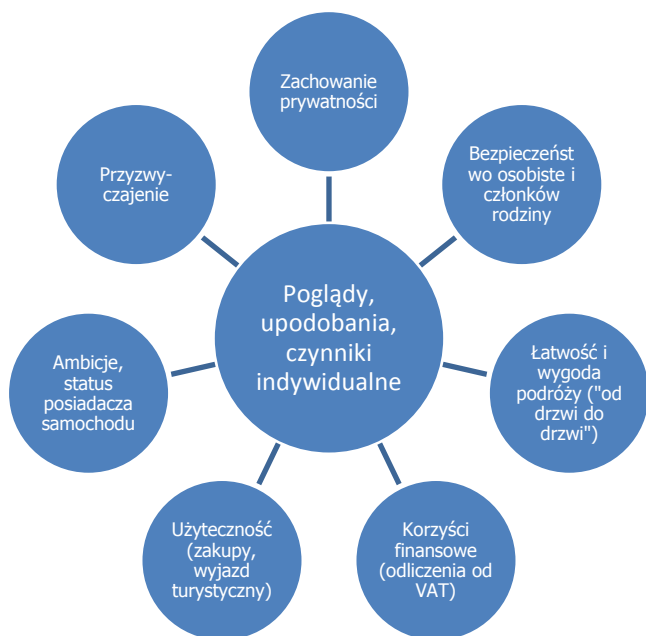 Zachowanie
prywatności
Bezpieczeńst
wo osobiste i
członków
rodziny
Łatwość i
wygoda
podróży ("od
drzwi do
drzwi")
Korzyści
finansowe
(odliczenia od
VAT)
Użyteczność
(zakupy,
wyjazd
turystyczny)
Ambicje,
status
posiadacza
samochodu
Przyzwy-
czajenie
Poglądy,
upodobania,
czynniki
indywidualne